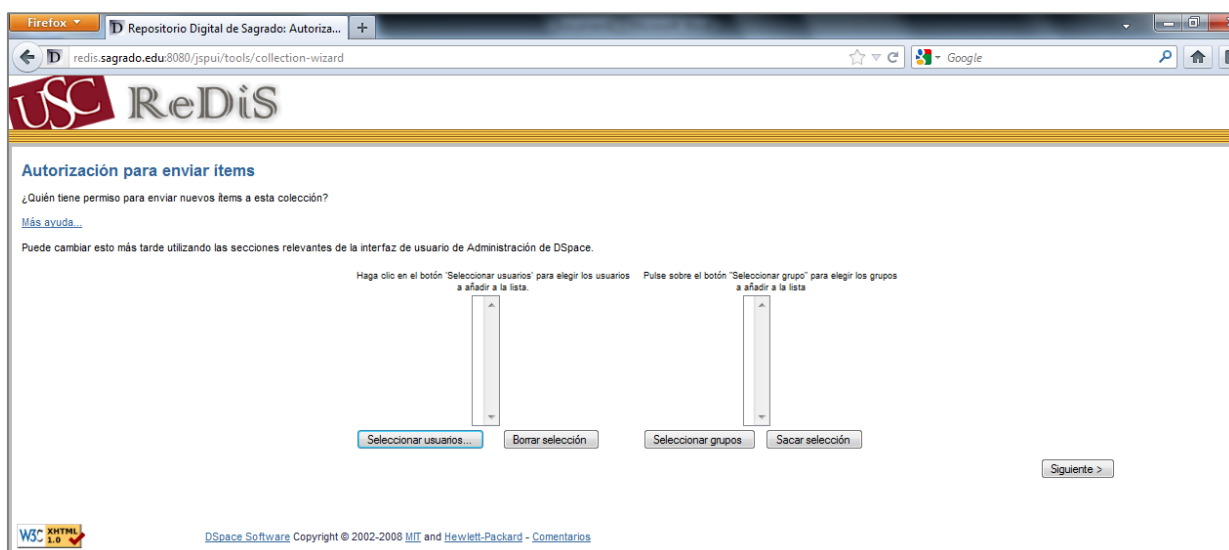 Firefox
Repositorio Digital de Sagrado: Autoriza...
redis.sagrado.edu:8080/jspui/tools/collection-wizard
Google
USC ReDiS
Autorización para enviar ítems
¿Quién tiene permiso para enviar nuevos ítems a esta colección?
Más ayuda...
Puede cambiar esto más tarde utilizando las secciones relevantes de la interfaz de usuario de Administración de DSpace.
Haga clic en el botón 'Seleccionar usuarios' para elegir los usuarios
a añadir a la lista.
Pulse sobre el botón "Seleccionar grupo" para elegir los grupos
a añadir a la lista
Seleccionar usuarios...
Borrar selección
Seleccionar grupos
Sacar selección
Siguiente >
W3C XHTML 1.0
DSpace Software Copyright © 2002-2008 MIT and Hewlett-Packard - Comentarios